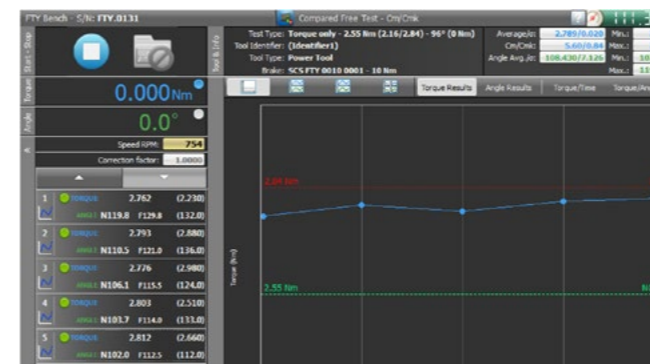 FTY Bench - S/N: FTY.0131
Compared Free Test - Cm/Cmk
Start - Stop
Tool & Info
Test Type: Torque only - 2.55 Nm (2.16/2.84) - 96° (0 Nm)
Tool Identifier: (Identifier1)
Tool Type: Power Tool
Brake: SCS FTY 0010 0001 - 10 Nm
Average/σ: 2.789/0.020 Min.:
Cm/Cmk: 5.60/0.84 Max.:
Angle Avg./σ: 108.430/7.126 Min.:
Max.:
Torque
0.000 Nm
Angle
0.0°
Speed RPM: 754
Correction factor: 1.0000
Torque Results Angle Results Torque/Time
1 TORQUE: 2.762 (2.230)
ANGLE: N119.8 F129.8 (132.0)
2 TORQUE: 2.793 (2.880)
ANGLE: N110.5 F121.0 (136.0)
3 TORQUE: 2.776 (2.980)
ANGLE: N106.1 F115.5 (124.0)
4 TORQUE: 2.803 (2.510)
ANGLE: N103.7 F114.0 (133.0)
5 TORQUE: 2.812 (2.660)
ANGLE: N102.0 F112.5 (112.0)
2.84 Nm
2.55 Nm
Torque (Nm)